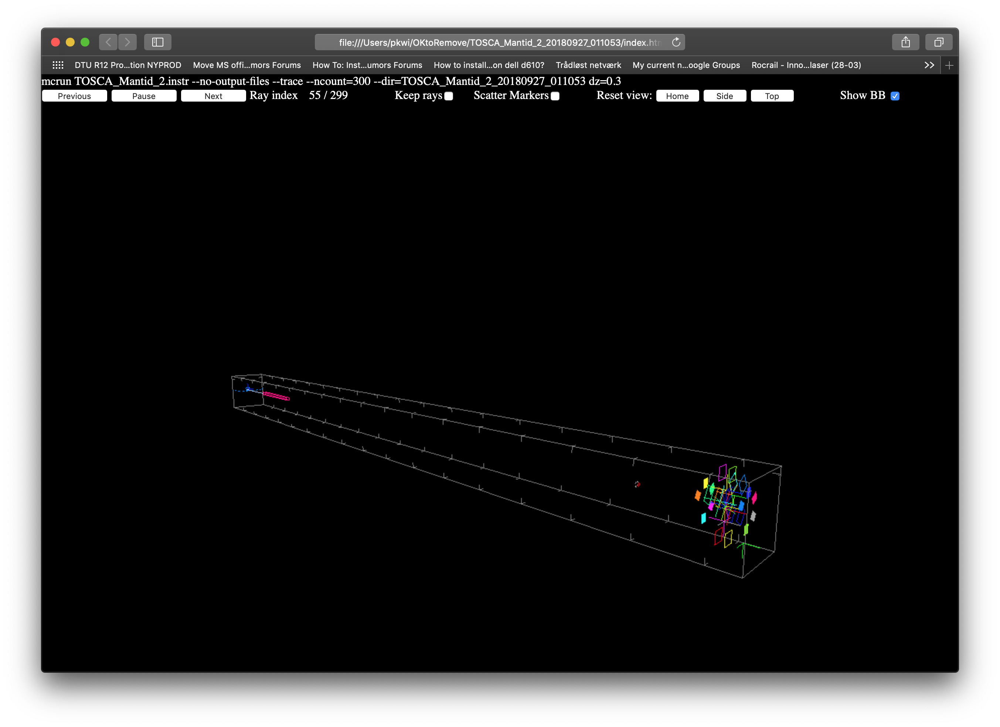 file:///Users/pkwi/OKtoRemove/TOSCA_Mantid_2_20180927_011053/index.htm
DTU R12 Pro...tion NYPROD Move MS offi...mors Forums How To: Inst...umors Forums How to install...on dell d610? Trådløst netværk My current n...oogle Groups Rocrail - Inno...laser (28-03)
mcrun TOSCA_Mantid_2.instr --no-output-files --trace --ncount=300 --dir=TOSCA_Mantid_2_20180927_011053 dz=0.3
Previous Pause Next Ray index 55 / 299 Keep rays Scatter Markers Reset view: Home Side Top Show BB